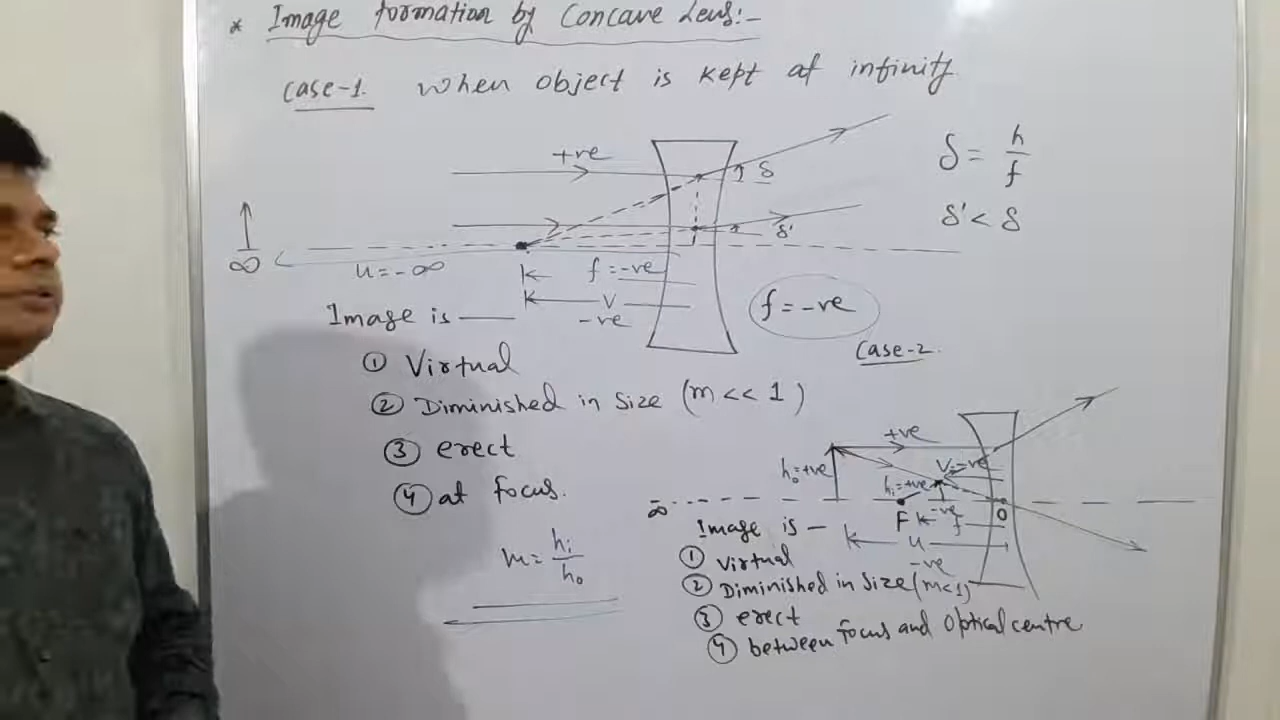 * Image formation by Concave Lens:-
Case-1. When object is kept at infinity
+ve
δ
δ = h/f
δ' < δ
δ'
∞
u = -∞
f = -ve
v
-ve
f = -ve
Image is —
① Virtual
② Diminished in Size (m << 1)
③ erect
④ at focus.
m = hi/ho
Case-2.
+ve
ho=+ve
v=-ve
hi=+ve
∞
F
-ve
f
O
u
-ve
Image is —
① Virtual
② Diminished in Size (m<1)
③ erect
④ between focus and Optical centre